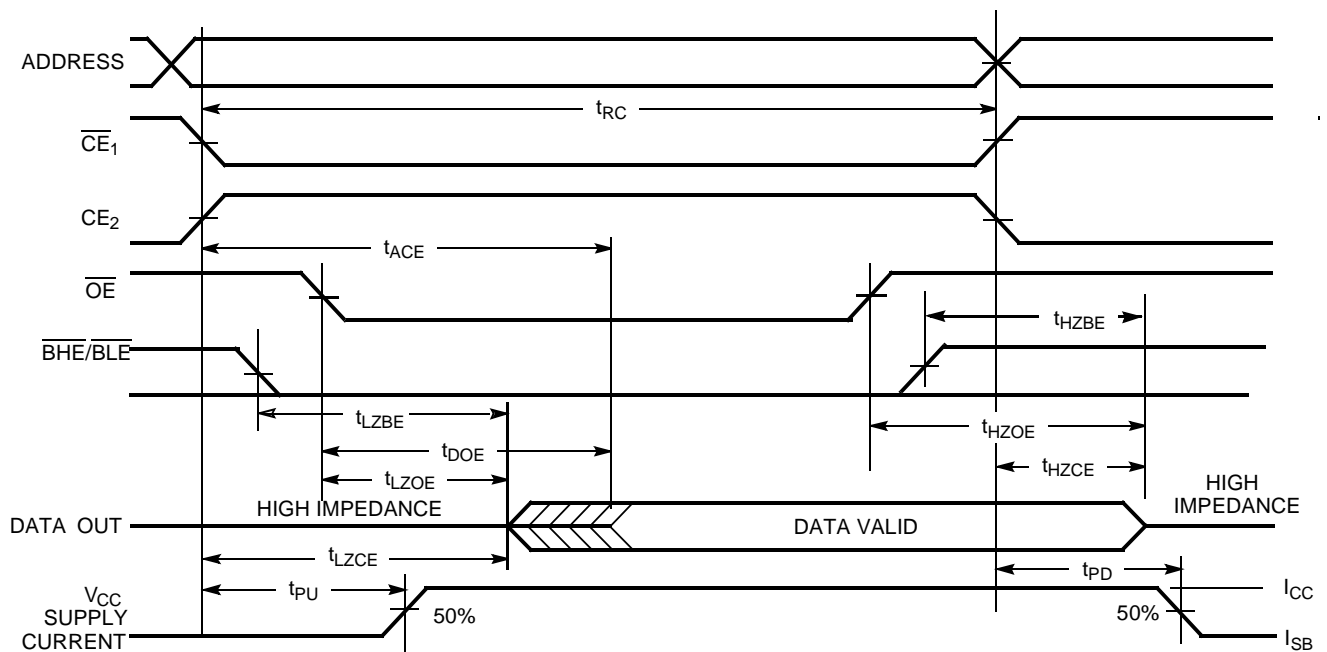 ADDRESS
tRC
CE1
CE2
tACE
OE
tHZBE
BHE/BLE
tLZBE
tHZOE
tDOE
tHZCE
tLZOE
HIGH IMPEDANCE
HIGH
IMPEDANCE
DATA OUT
DATA VALID
tLZCE
tPD
tPU
VCC
SUPPLY
CURRENT
50%
50%
ICC
ISB